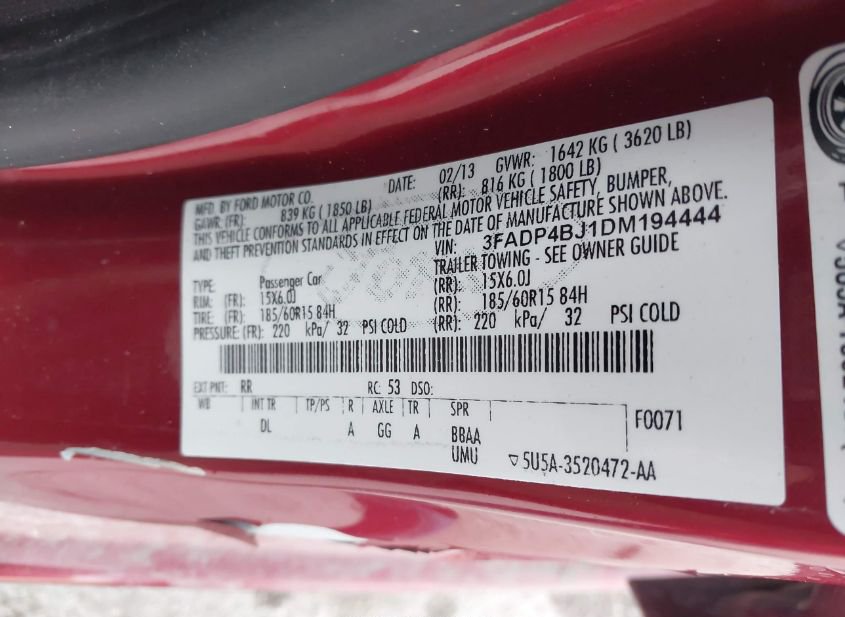 MFD. BY FORD MOTOR CO. DATE: 02/13 GVWR: 1642 KG ( 3620 LB)
GAWR: (FR): 839 KG ( 1850 LB) (RR): 816 KG ( 1800 LB)
THIS VEHICLE CONFORMS TO ALL APPLICABLE FEDERAL MOTOR VEHICLE SAFETY, BUMPER,
AND THEFT PREVENTION STANDARDS IN EFFECT ON THE DATE OF MANUFACTURE SHOWN ABOVE.
VIN: 3FADP4BJ1DM194444
TRAILER TOWING - SEE OWNER GUIDE
TYPE: Passenger Car
RIM: (FR): 15X6.0J (RR): 15X6.0J
TIRE: (FR): 185/60R15 84H (RR): 185/60R15 84H
PRESSURE (FR): 220 kPa/ 32 PSI COLD (RR): 220 kPa/ 32 PSI COLD
EXT PNT: RR RC: 53 DSO:
WB INT TR TP/PS R AXLE TR SPR
DL A GG A BBAA
UMU
F0071
▽5U5A-3520472-AA